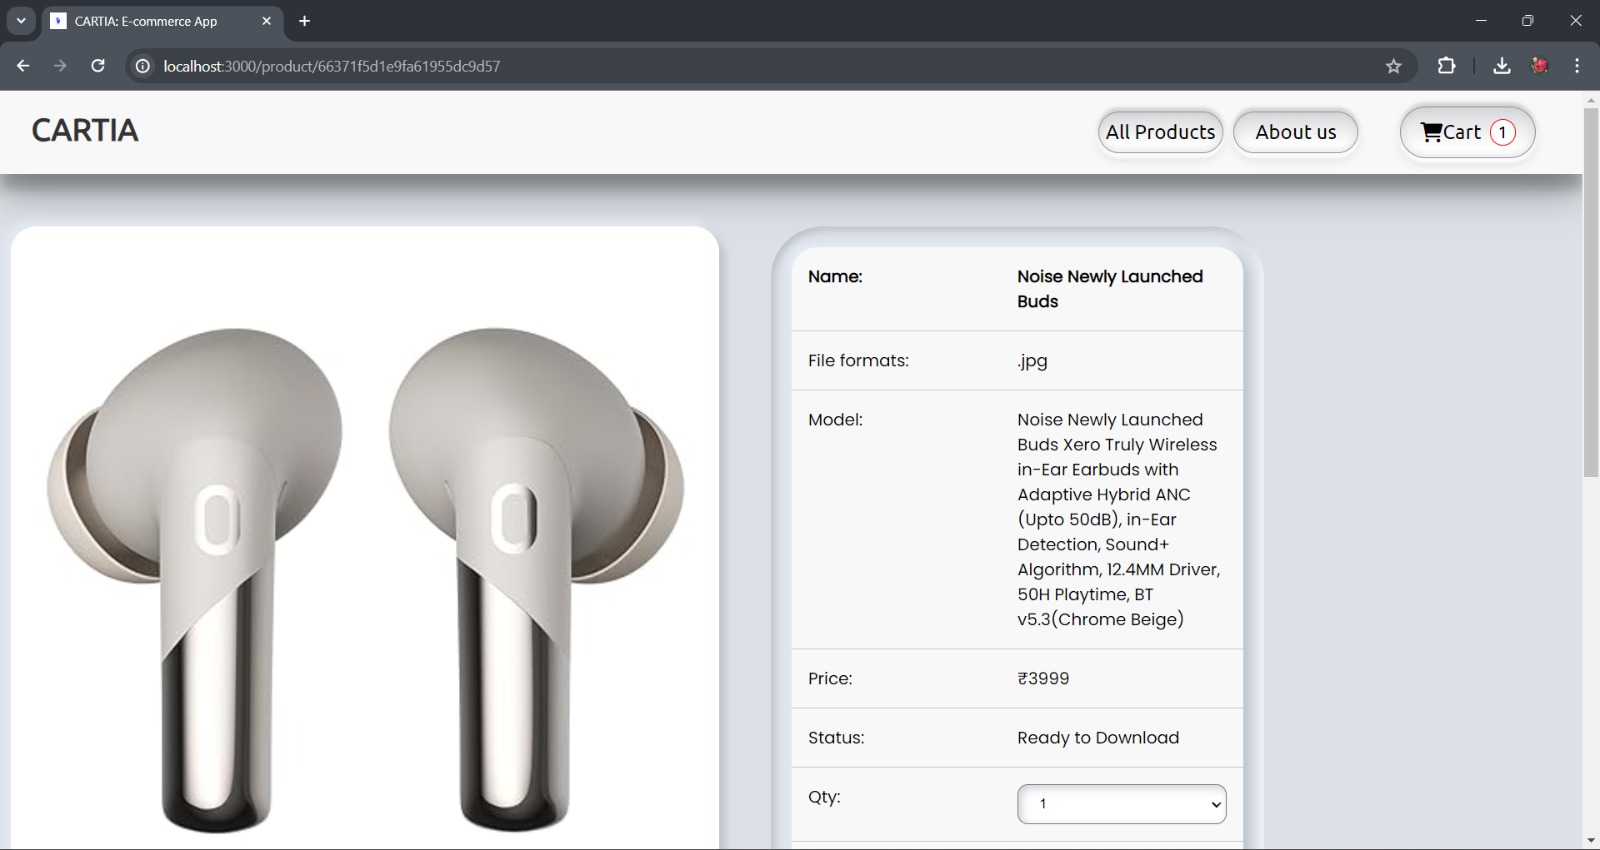 CARTIA: E-commerce App
localhost:3000/product/66371f5d1e9fa61955dc9d57
CARTIA
All Products
About us
Cart 1
Name:
Noise Newly Launched
Buds
File formats:
.jpg
Model:
Noise Newly Launched
Buds Xero Truly Wireless
in-Ear Earbuds with
Adaptive Hybrid ANC
(Upto 50dB), in-Ear
Detection, Sound+
Algorithm, 12.4MM Driver,
50H Playtime, BT
v5.3(Chrome Beige)
Price:
₹3999
Status:
Ready to Download
Qty:
1